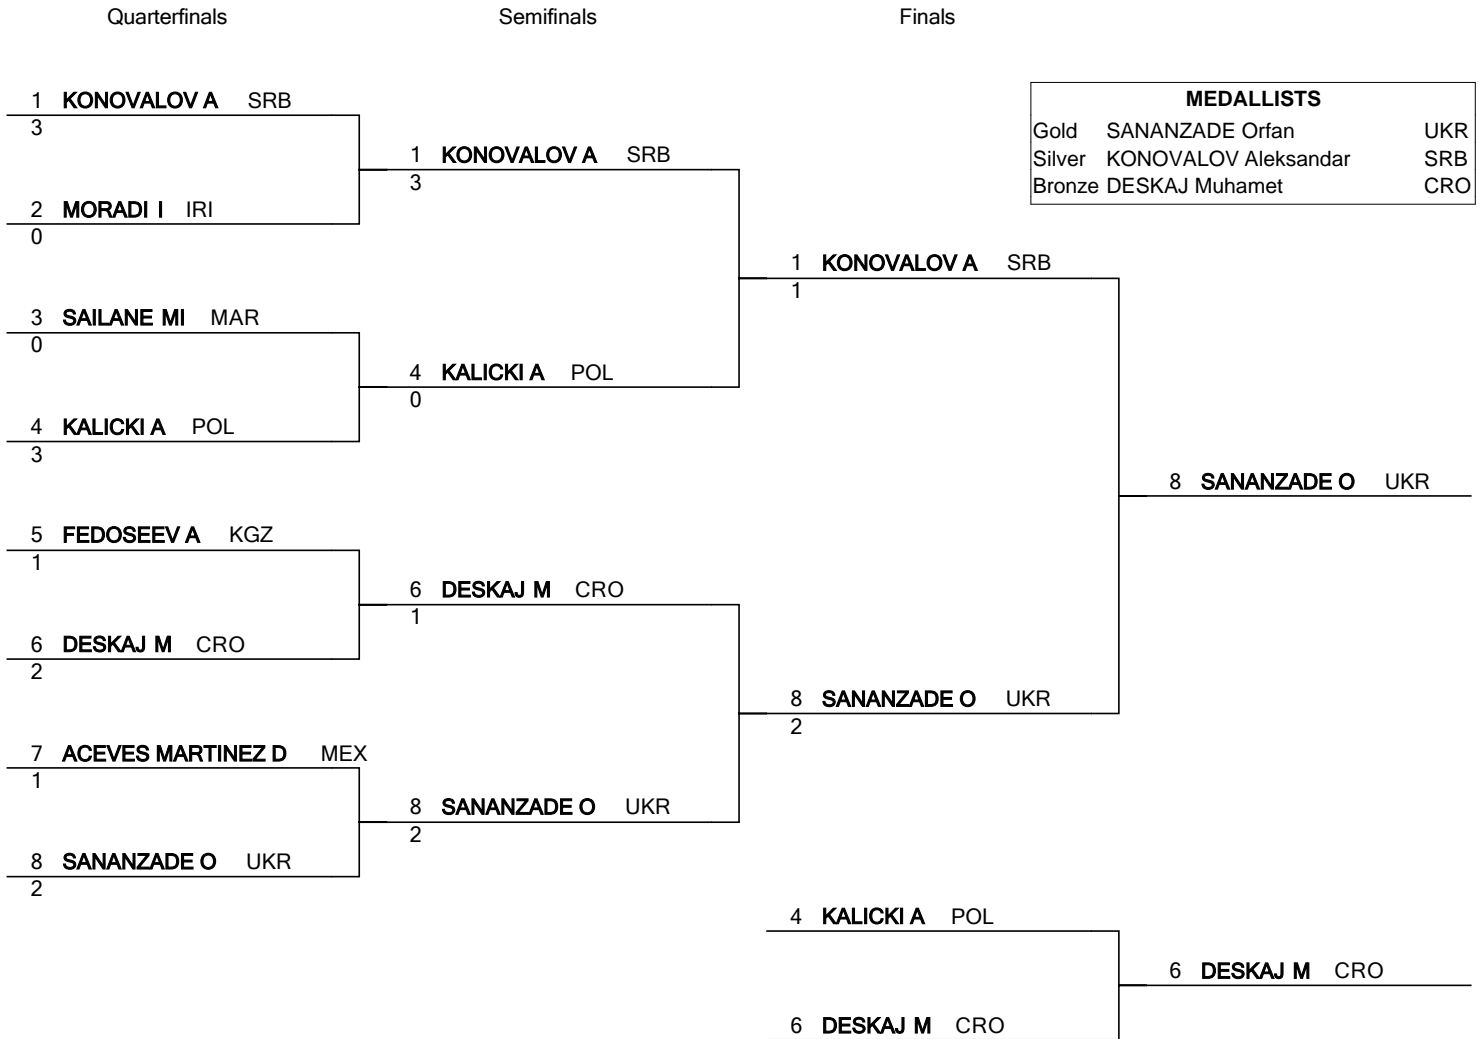 Quarterfinals Semifinals Finals
1 KONOVALOV A SRB
3
MEDALLISTS
Gold SANANZADE Orfan UKR
Silver KONOVALOV Aleksandar SRB
Bronze DESKAJ Muhamet CRO
1 KONOVALOV A SRB
3
2 MORADI I IRI
0
1 KONOVALOV A SRB
1
3 SAILANE MI MAR
0
4 KALICKI A POL
0
4 KALICKI A POL
3
8 SANANZADE O UKR
5 FEDOSEEV A KGZ
1
6 DESKAJ M CRO
1
6 DESKAJ M CRO
2
8 SANANZADE O UKR
2
7 ACEVES MARTINEZ D MEX
1
8 SANANZADE O UKR
2
8 SANANZADE O UKR
2
4 KALICKI A POL
6 DESKAJ M CRO
6 DESKAJ M CRO